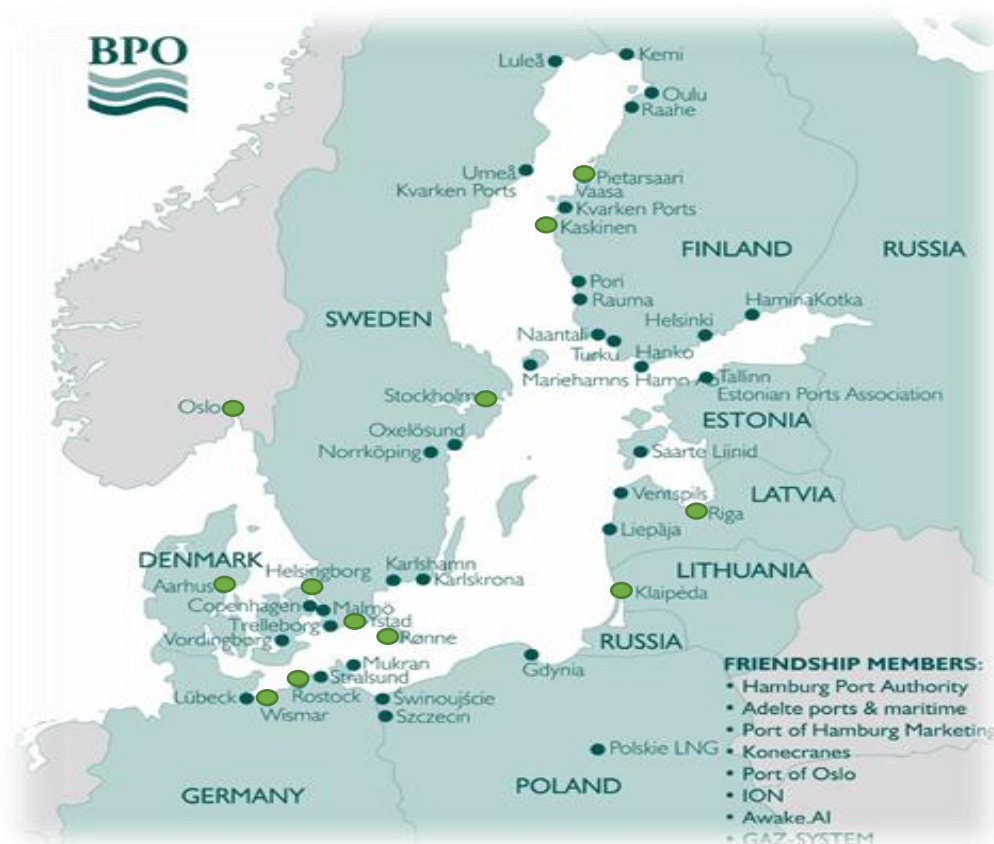 BPO
Luleå
Kemi
Oulu
Raahe
Umeå
Kvarken Ports
Pietarsaari
Vaasa
Kvarken Ports
Kaskinen
FINLAND
RUSSIA
Pori
Rauma
SWEDEN
HaminaKotka
Helsinki
Naantali
Turku
Hanko
Mariehamns Hamn
Tallinn
Estonian Ports Association
Stockholm
Oslo
ESTONIA
Oxelösund
Norrköping
Saarte Liinid
Ventspils
LATVIA
Riga
Liepāja
DENMARK
Karlshamn
Helsingborg
Karlskrona
LITHUANIA
Aarhus
Klaipėda
Copenhagen
Malmö
Trelleborg
Ystad
Rønne
Vordingborg
RUSSIA
Mukran
Gdynia
Stralsund
FRIENDSHIP MEMBERS:
• Hamburg Port Authority
Rostock
Lübeck
Świnoujście
• Adelte ports & maritime
Wismar
Szczecin
• Port of Hamburg Marketing
Polskie LNG
• Konecranes
• Port of Oslo
POLAND
GERMANY
• ION
• Awake.AI
• GAZ-SYSTEM